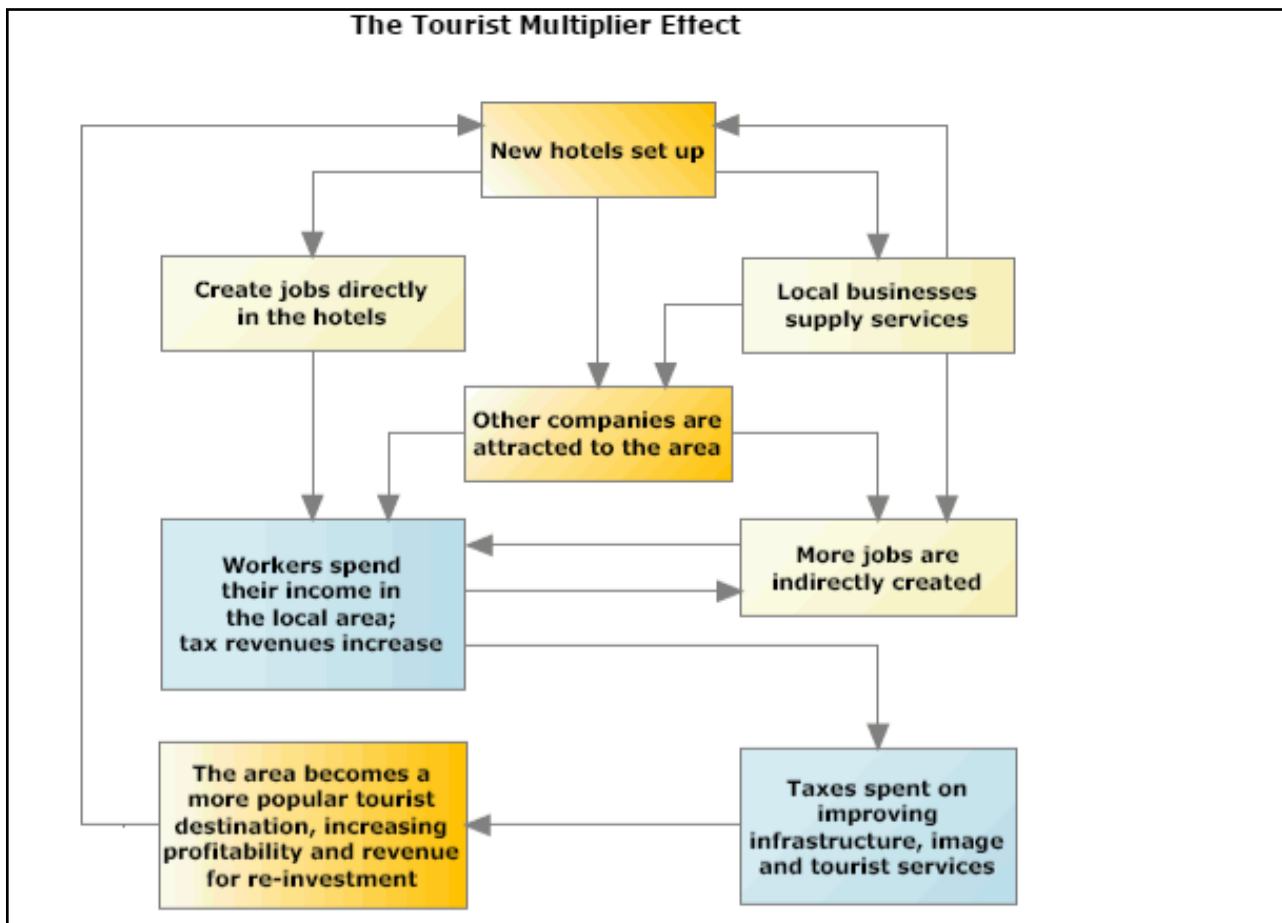 The Tourist Multiplier Effect
New hotels set up
Create jobs directly
in the hotels
Local businesses
supply services
Other companies are
attracted to the area
Workers spend
their income in
the local area;
tax revenues increase
More jobs are
indirectly created
The area becomes a
more popular tourist
destination, increasing
profitability and revenue
for re-investment
Taxes spent on
improving
infrastructure, image
and tourist services